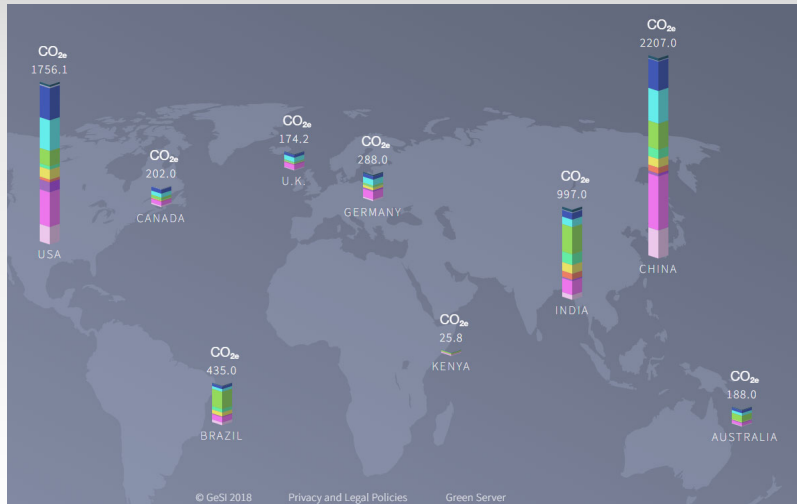 CO2e
1756.1
USA
CO2e
202.0
CANADA
CO2e
174.2
U.K.
CO2e
288.0
GERMANY
CO2e
997.0
INDIA
CO2e
2207.0
CHINA
CO2e
25.8
KENYA
CO2e
435.0
BRAZIL
CO2e
188.0
AUSTRALIA
© GeSI 2018 Privacy and Legal Policies Green Server